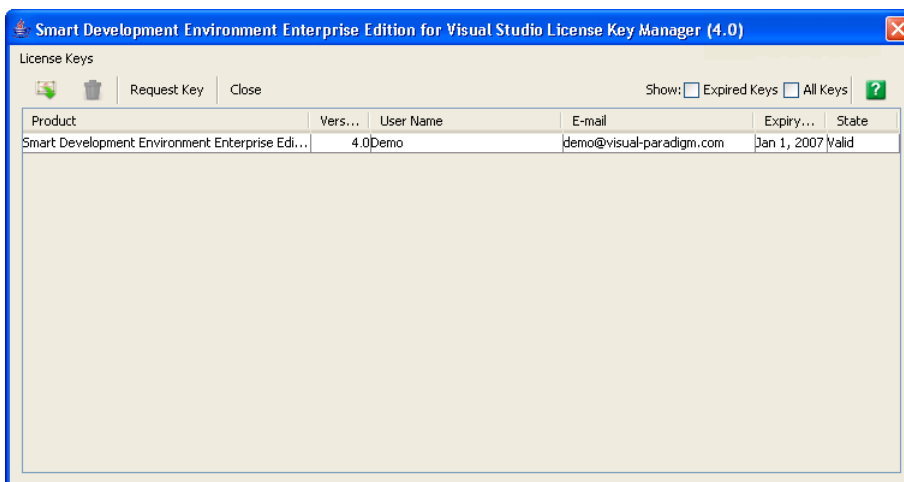 Smart Development Environment Enterprise Edition for Visual Studio License Key Manager (4.0)
License Keys
Request Key Close Show: Expired Keys All Keys ?
Product Vers... User Name E-mail Expiry... State
Smart Development Environment Enterprise Edi... 4.0 Demo demo@visual-paradigm.com Jan 1, 2007 Valid